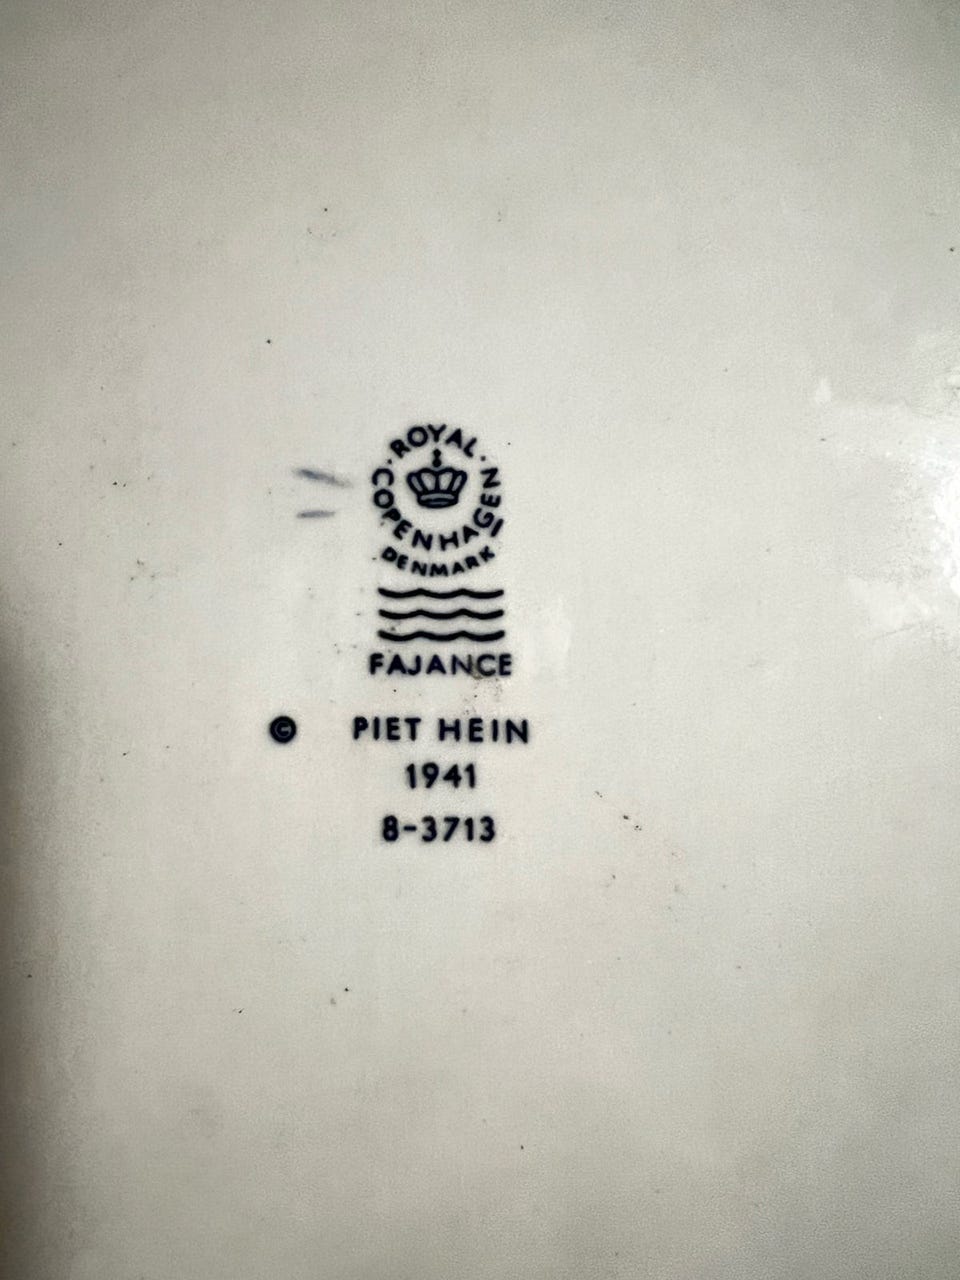 ROYAL
COPENHAGEN
DENMARK
FAJANCE
© PIET HEIN
1941
8-3713